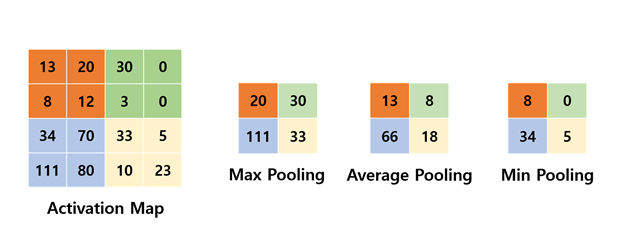 13 20 30 0
8 12 3 0
34 70 33 5
111 80 10 23
Activation Map
20 30
111 33
Max Pooling
13 8
66 18
Average Pooling
8 0
34 5
Min Pooling